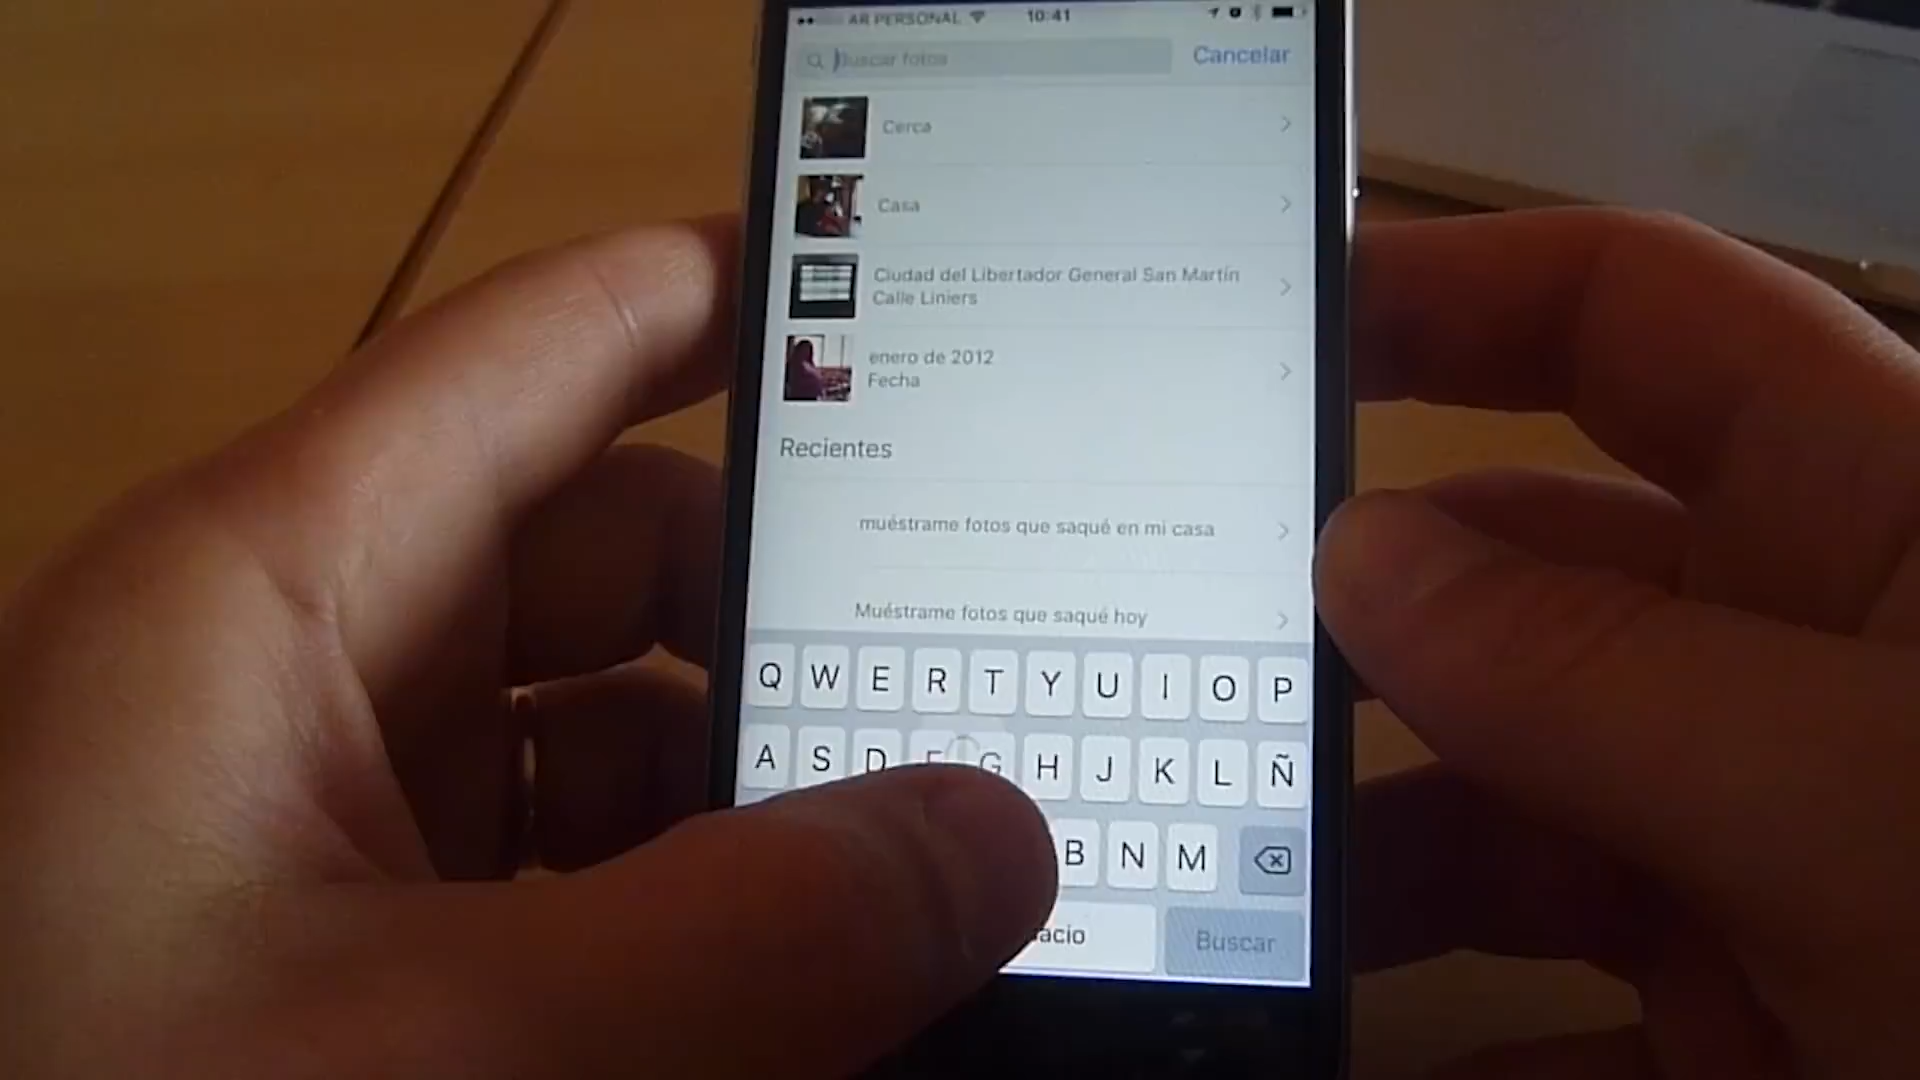 AR PERSONAL 10:41
Buscar fotos Cancelar
Cerca
Casa
Ciudad del Libertador General San Martín
Calle Liniers
enero de 2012
Fecha
Recientes
muéstrame fotos que saqué en mi casa
Muéstrame fotos que saqué hoy
Q W E R T Y U I O P
A S D F G H J K L Ñ
B N M
acio Buscar